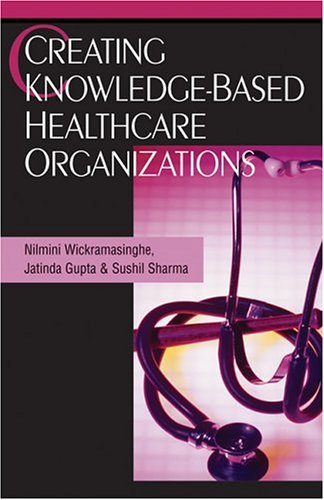 CREATING
KNOWLEDGE-BASED
HEALTHCARE
ORGANIZATIONS
Nilmini Wickramasinghe,
Jatinda Gupta & Sushil Sharma